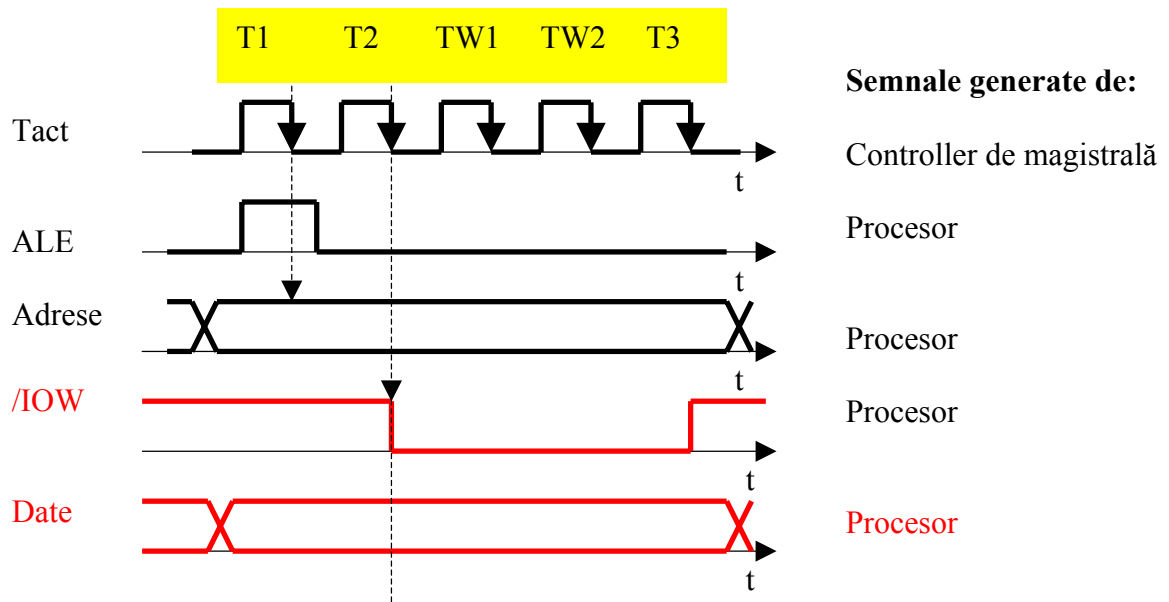 T1 T2 TW1 TW2 T3
Semnale generate de:
Tact
t
Controller de magistrală
ALE
t
Procesor
Adrese
t
Procesor
/IOW
t
Procesor
Date
t
Procesor